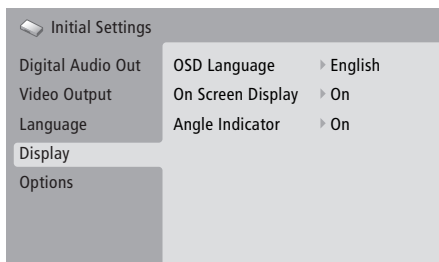 Initial Settings
Digital Audio Out
Video Output
Language
Display
Options
OSD Language English
On Screen Display On
Angle Indicator On